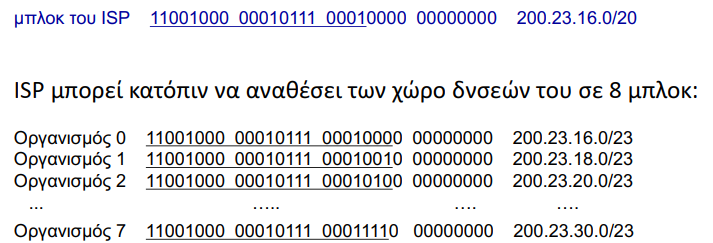 μπλοκ του ISP 11001000 00010111 00010000 00000000 200.23.16.0/20
ISP μπορεί κατόπιν να αναθέσει των χώρο δνσεών του σε 8 μπλοκ:
Οργανισμός 0 11001000 00010111 00010000 00000000 200.23.16.0/23
Οργανισμός 1 11001000 00010111 00010010 00000000 200.23.18.0/23
Οργανισμός 2 11001000 00010111 00010100 00000000 200.23.20.0/23
... ..... .... ....
Οργανισμός 7 11001000 00010111 00011110 00000000 200.23.30.0/23